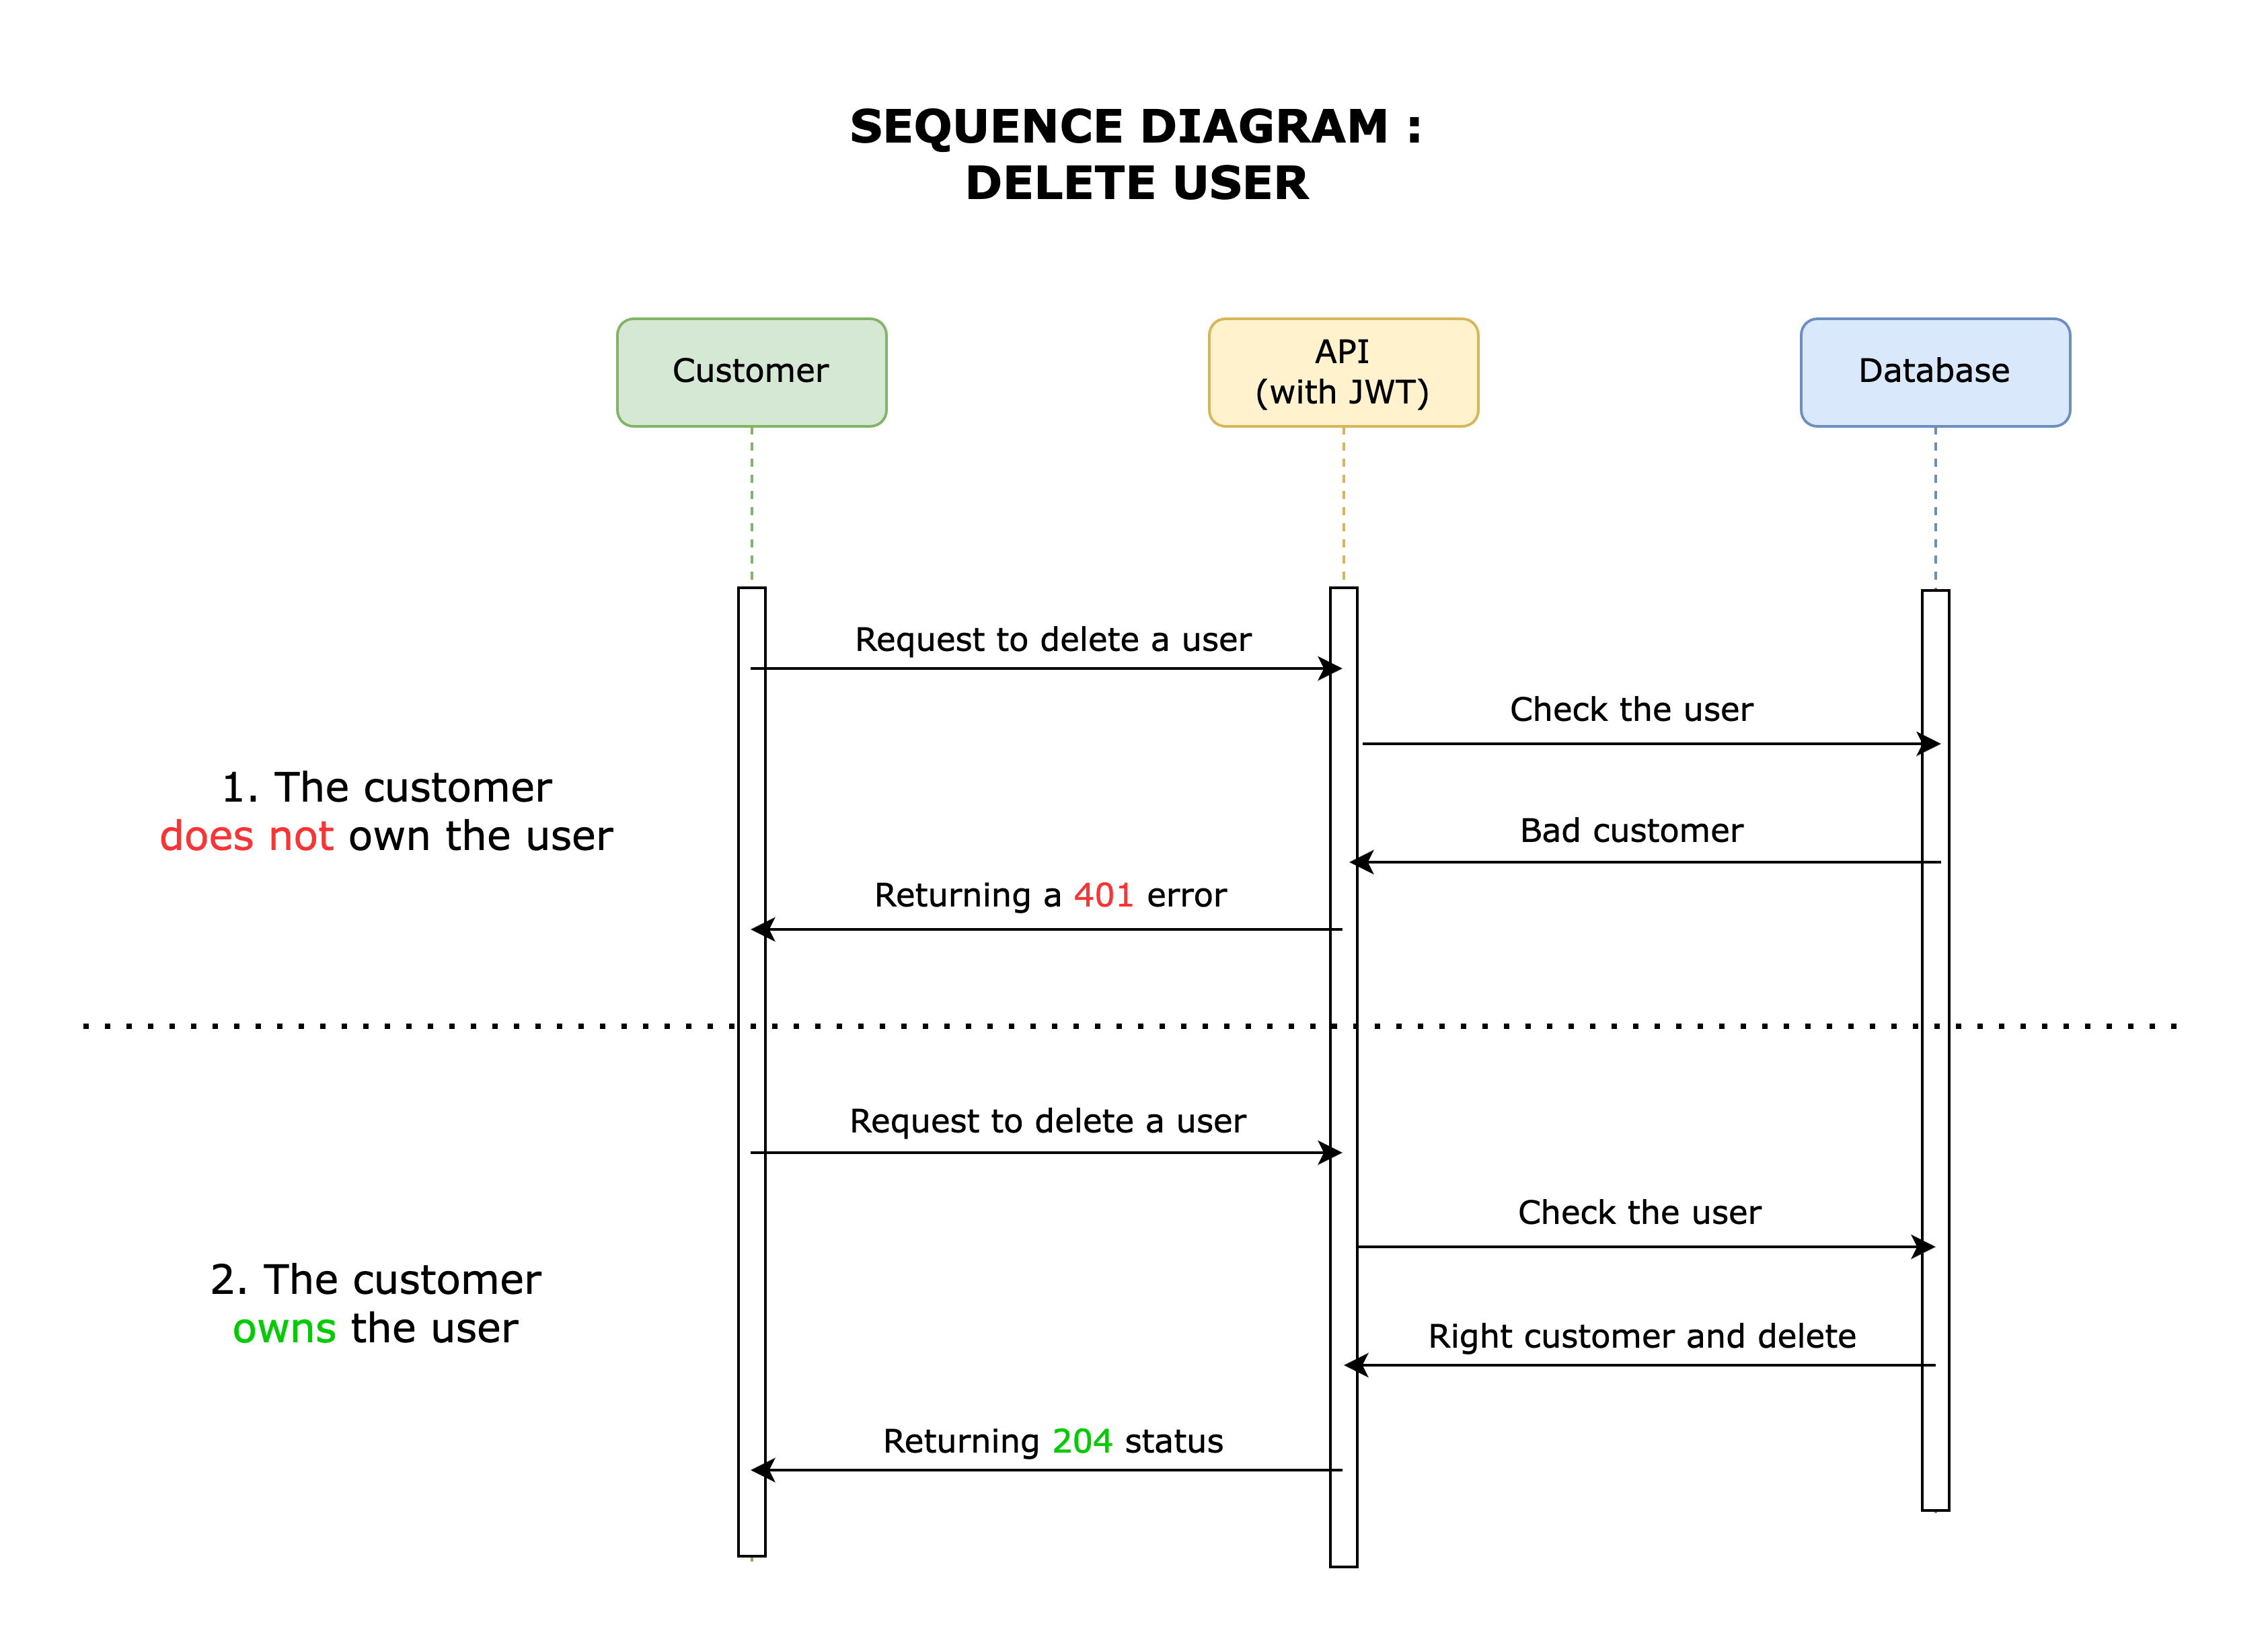 SEQUENCE DIAGRAM :
DELETE USER
Customer
API
(with JWT)
Database
Request to delete a user
Check the user
1. The customer
does not own the user
Bad customer
Returning a 401 error
Request to delete a user
Check the user
2. The customer
owns the user
Right customer and delete
Returning 204 status